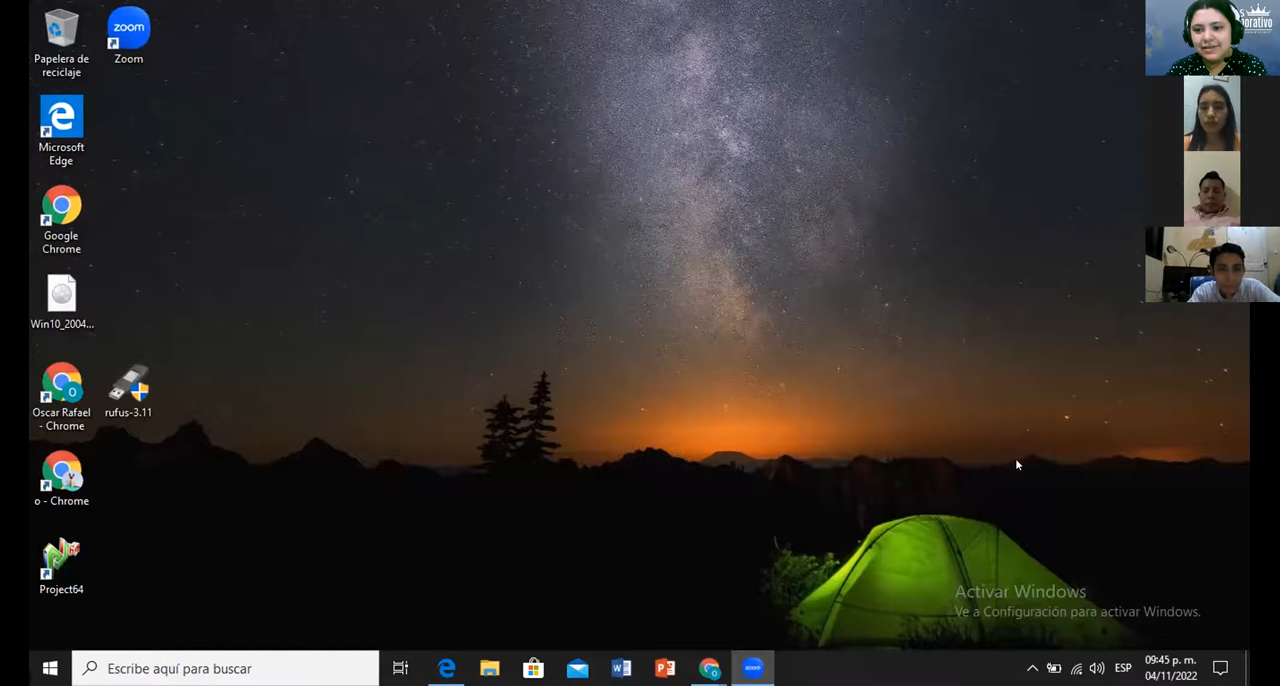 Papelera de
reciclaje
zoom
Zoom
Microsoft
Edge
Google
Chrome
Win10_2004...
Oscar Rafael
- Chrome
rufus-3.11
o - Chrome
Project64
Activar Windows
Ve a Configuración para activar Windows.
Escribe aquí para buscar
zoom
ESP
09:45 p. m.
04/11/2022